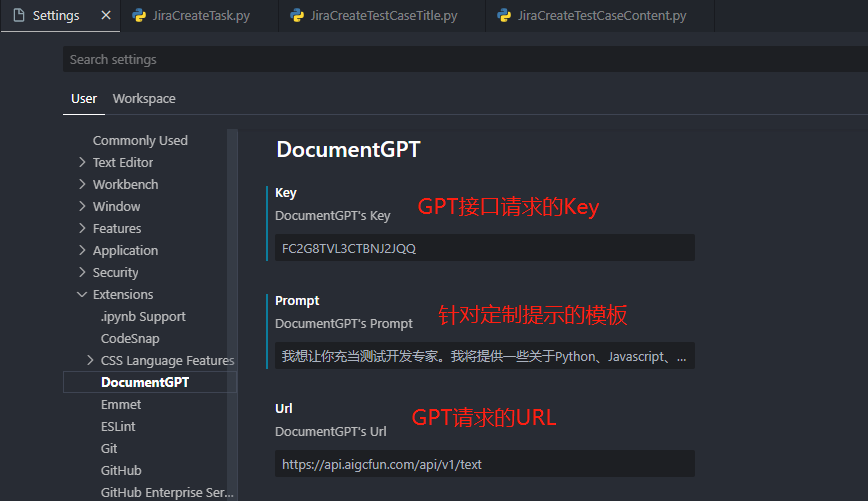 Settings
JiraCreateTask.py
JiraCreateTestCaseTitle.py
JiraCreateTestCaseContent.py
Search settings
User
Workspace
Commonly Used
Text Editor
Workbench
Window
Features
Application
Security
Extensions
.ipynb Support
CodeSnap
CSS Language Features
DocumentGPT
Emmet
ESLint
Git
GitHub
GitHub Enterprise Ser...
DocumentGPT
Key
DocumentGPT's Key
GPT接口请求的Key
FC2G8TVL3CTBNJ2JQQ
Prompt
DocumentGPT's Prompt
针对定制提示的模板
我想让你充当测试开发专家。我将提供一些关于Python、Javascript、...
Url
DocumentGPT's Url
GPT请求的URL
https://api.aigcfun.com/api/v1/text